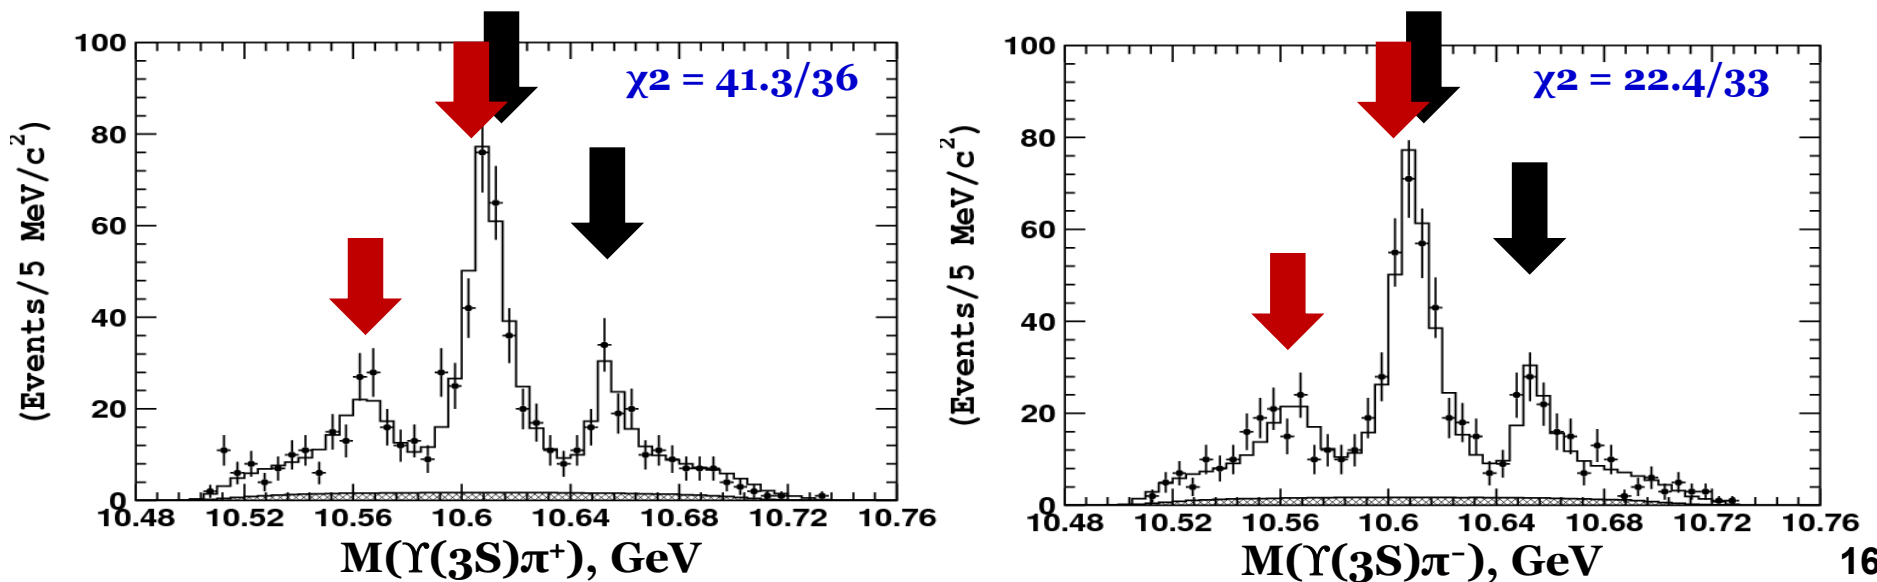 100
80
60
40
20
0
(Events/5 MeV/c²)
χ2 = 41.3/36
10.48 10.52 10.56 10.6 10.64 10.68 10.72 10.76
M(ϒ(3S)π⁺), GeV
100
80
60
40
20
0
(Events/5 MeV/c²)
χ2 = 22.4/33
10.48 10.52 10.56 10.6 10.64 10.68 10.72 10.76
M(ϒ(3S)π⁻), GeV
16